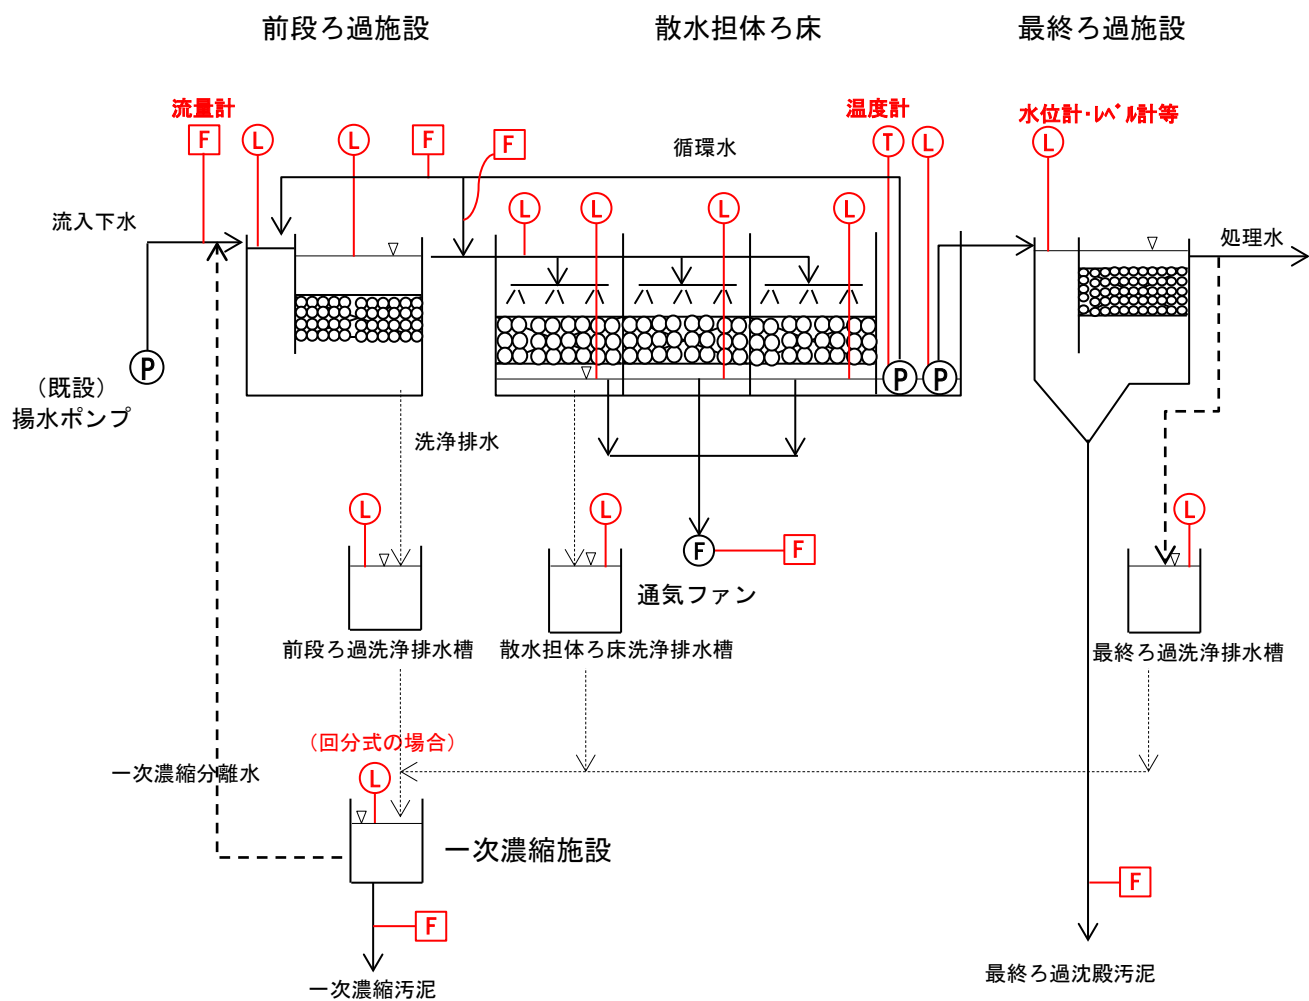 前段ろ過施設
散水担体ろ床
最終ろ過施設
流量計
温度計
水位計・レベル計等
F
L
L
F
F
循環水
T
L
L
流入下水
L
L
L
L
処理水
P
P
P
（既設）
揚水ポンプ
洗浄排水
L
L
L
F
F
通気ファン
前段ろ過洗浄排水槽
散水担体ろ床洗浄排水槽
最終ろ過洗浄排水槽
（回分式の場合）
一次濃縮分離水
L
一次濃縮施設
F
F
一次濃縮汚泥
最終ろ過沈殿汚泥